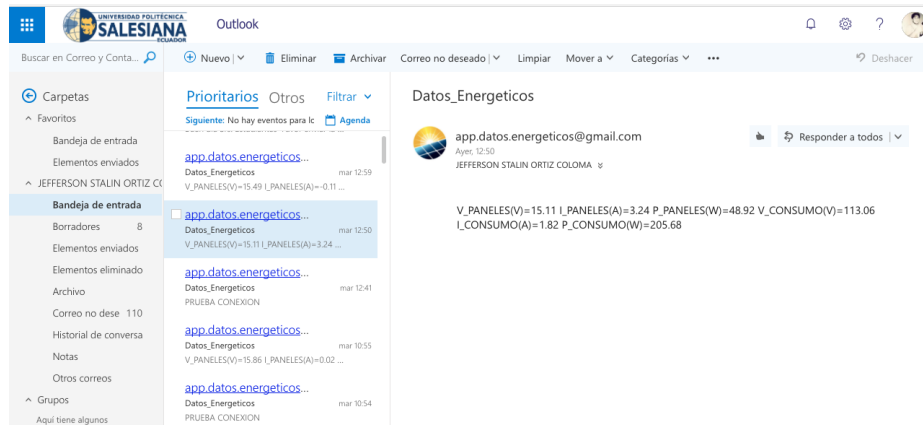 UNIVERSIDAD POLITÉCNICA
SALESIANA
ECUADOR
Outlook
?
Buscar en Correo y Conta...
Nuevo
Eliminar
Archivar
Correo no deseado
Limpiar
Mover a
Categorías
...
Deshacer
Carpetas
Favoritos
Bandeja de entrada
Elementos enviados
JEFFERSON STALIN ORTIZ C
Bandeja de entrada
Borradores 8
Elementos enviados
Elementos eliminado
Archivo
Correo no dese 110
Historial de conversa
Notas
Otros correos
Grupos
Aquí tiene algunos
Prioritarios Otros Filtrar
Siguiente: No hay eventos para lc Agenda
app.datos.energeticos...
Datos_Energeticos mar 12:59
V_PANELES(V)=15.49 I_PANELES(A)=-0.11 ...
app.datos.energeticos...
Datos_Energeticos mar 12:50
V_PANELES(V)=15.11 I_PANELES(A)=3.24 ...
app.datos.energeticos...
Datos_Energeticos mar 12:41
PRUEBA CONEXION
app.datos.energeticos...
Datos_Energeticos mar 10:55
V_PANELES(V)=15.86 I_PANELES(A)=0.02 ...
app.datos.energeticos...
Datos_Energeticos mar 10:54
PRUEBA CONEXION
Datos_Energeticos
app.datos.energeticos@gmail.com
Ayer, 12:50
JEFFERSON STALIN ORTIZ COLOMA
Responder a todos
V_PANELES(V)=15.11 I_PANELES(A)=3.24 P_PANELES(W)=48.92 V_CONSUMO(V)=113.06
I_CONSUMO(A)=1.82 P_CONSUMO(W)=205.68